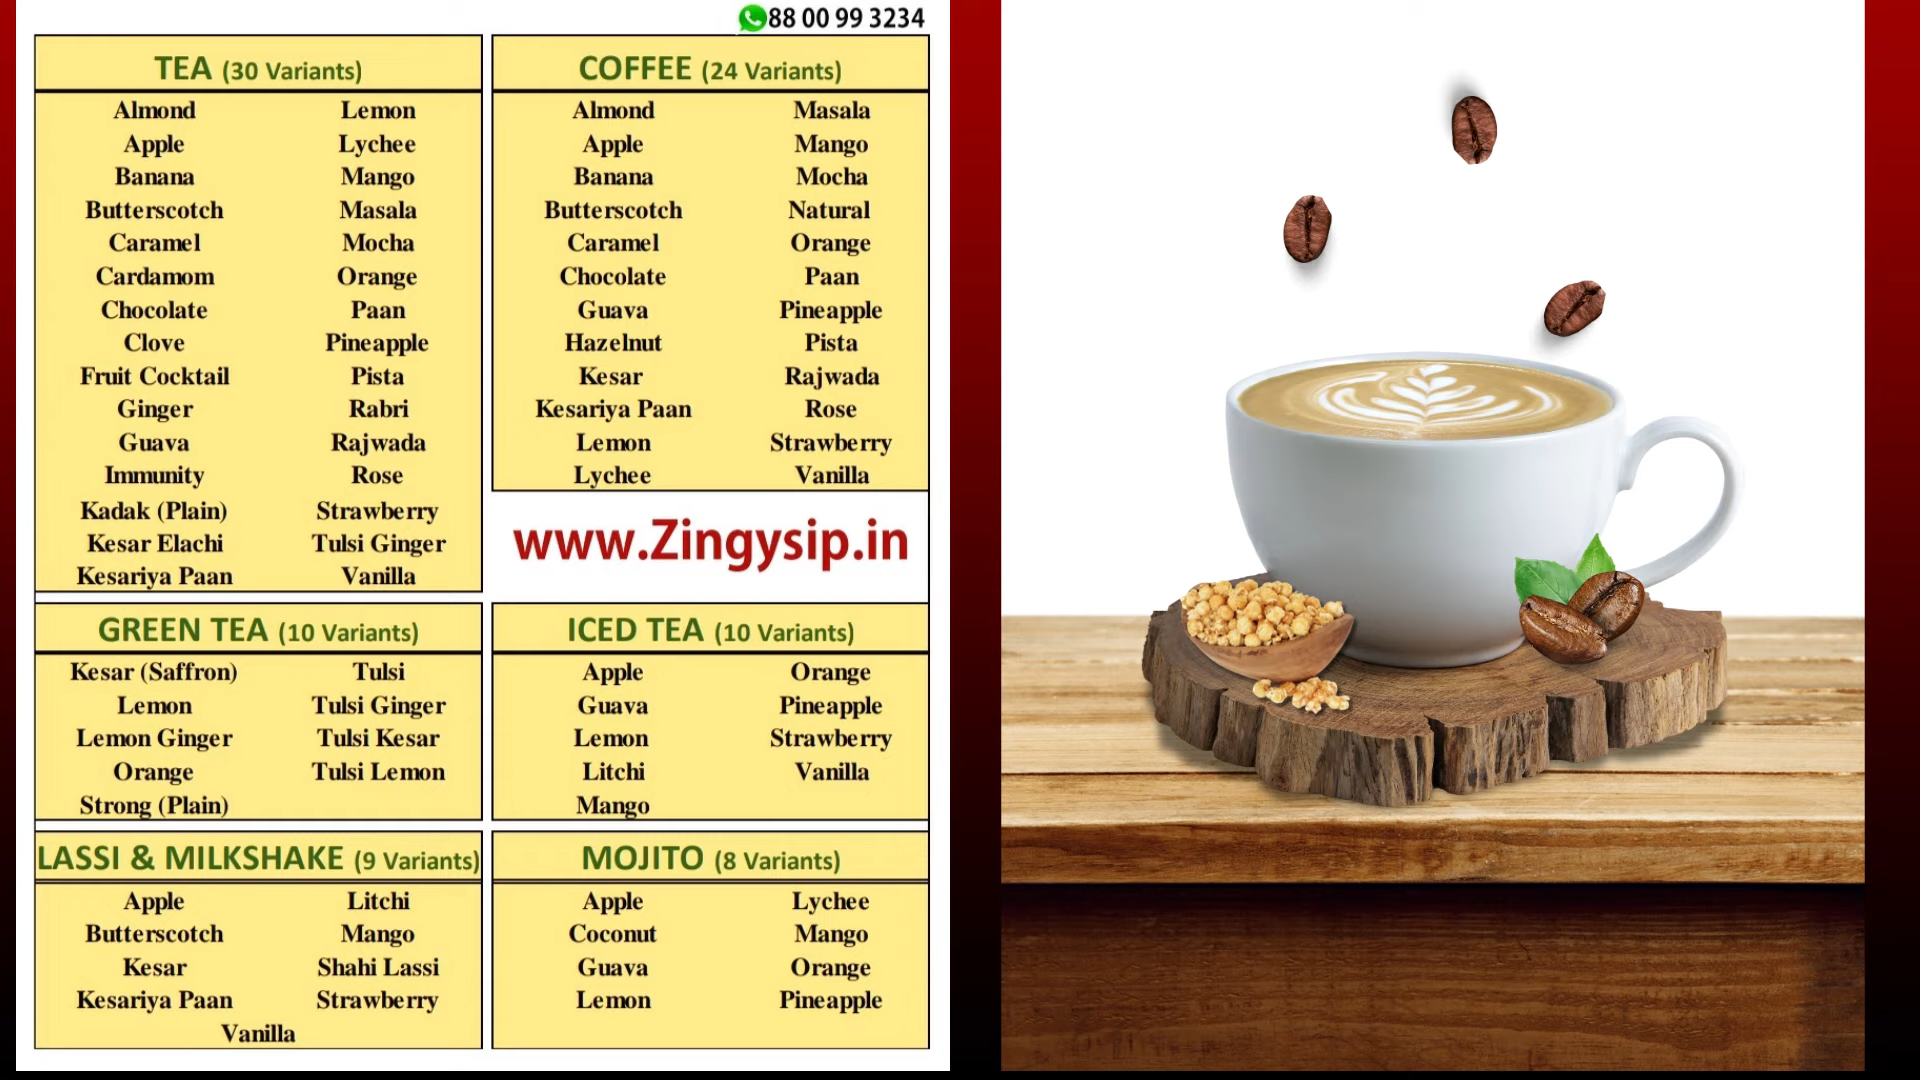 88 00 99 3234
TEA (30 Variants)
Almond Lemon
Apple Lychee
Banana Mango
Butterscotch Masala
Caramel Mocha
Cardamom Orange
Chocolate Paan
Clove Pineapple
Fruit Cocktail Pista
Ginger Rabri
Guava Rajwada
Immunity Rose
Kadak (Plain) Strawberry
Kesar Elachi Tulsi Ginger
Kesariya Paan Vanilla
COFFEE (24 Variants)
Almond Masala
Apple Mango
Banana Mocha
Butterscotch Natural
Caramel Orange
Chocolate Paan
Guava Pineapple
Hazelnut Pista
Kesar Rajwada
Kesariya Paan Rose
Lemon Strawberry
Lychee Vanilla
www.Zingysip.in
GREEN TEA (10 Variants)
Kesar (Saffron) Tulsi
Lemon Tulsi Ginger
Lemon Ginger Tulsi Kesar
Orange Tulsi Lemon
Strong (Plain)
ICED TEA (10 Variants)
Apple Orange
Guava Pineapple
Lemon Strawberry
Litchi Vanilla
Mango
LASSI & MILKSHAKE (9 Variants)
Apple Litchi
Butterscotch Mango
Kesar Shahi Lassi
Kesariya Paan Strawberry
Vanilla
MOJITO (8 Variants)
Apple Lychee
Coconut Mango
Guava Orange
Lemon Pineapple